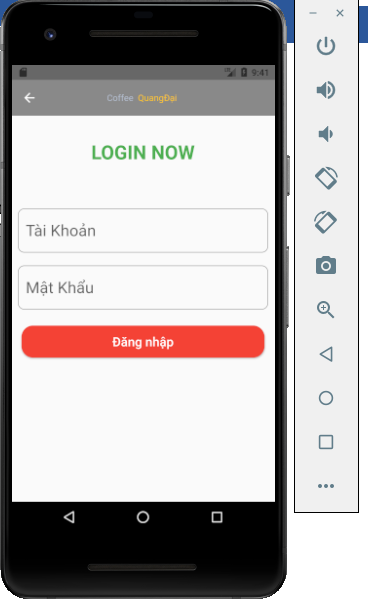 9:41
Coffee QuangĐại
LOGIN NOW
Tài Khoản
Mật Khẩu
Đăng nhập